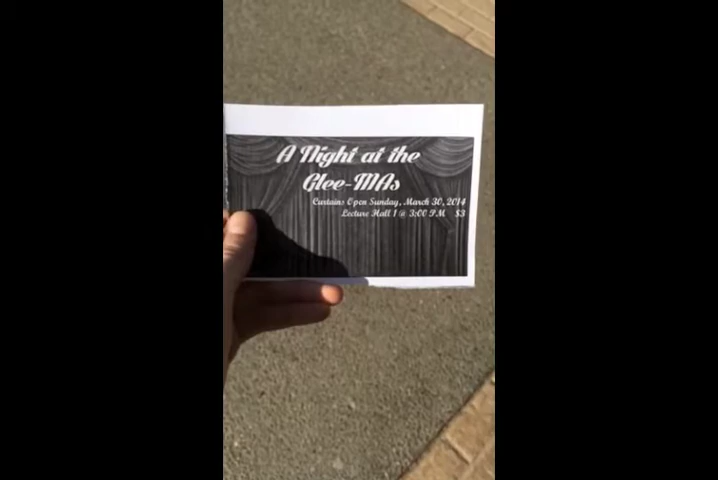 A Night at the
Glee-MAs
Curtains Open Sunday, March 30, 2014
Lecture Hall 1 @ 3:00 P.M $3